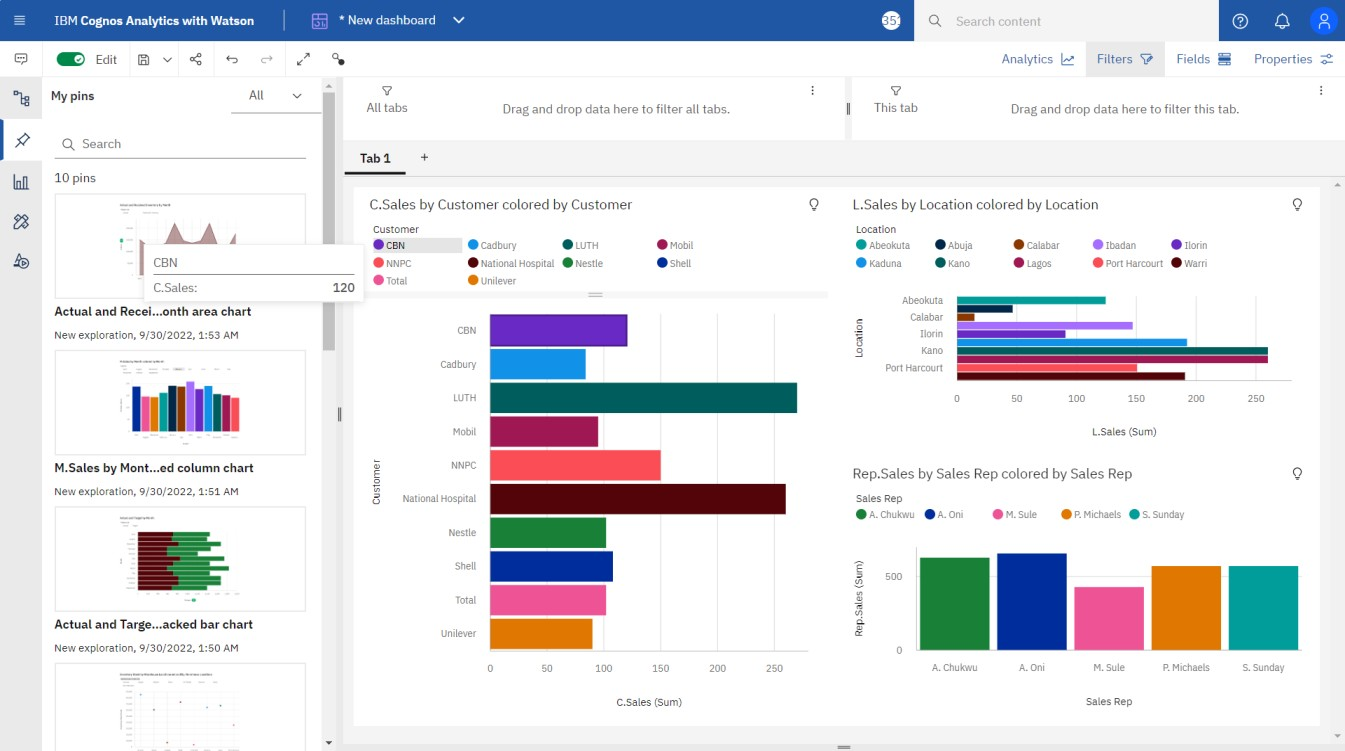 IBM Cognos Analytics with Watson
* New dashboard
Search content
Edit
Analytics
Filters
Fields
Properties
My pins
All
Search
10 pins
CBN
C.Sales: 120
Actual and Recei...onth area chart
New exploration, 9/30/2022, 1:53 AM
M.Sales by Mont...ed column chart
New exploration, 9/30/2022, 1:51 AM
Actual and Targe...acked bar chart
New exploration, 9/30/2022, 1:50 AM
All tabs
Drag and drop data here to filter all tabs.
This tab
Drag and drop data here to filter this tab.
Tab 1
+
C.Sales by Customer colored by Customer
Customer
CBN Cadbury LUTH Mobil
NNPC National Hospital Nestle Shell
Total Unilever
Customer
CBN
Cadbury
LUTH
Mobil
NNPC
National Hospital
Nestle
Shell
Total
Unilever
0 50 100 150 200 250
C.Sales (Sum)
L.Sales by Location colored by Location
Location
Abeokuta Abuja Calabar Ibadan Ilorin
Kaduna Kano Lagos Port Harcourt Warri
Location
Abeokuta
Calabar
Ilorin
Kano
Port Harcourt
0 50 100 150 200 250
L.Sales (Sum)
Rep.Sales by Sales Rep colored by Sales Rep
Sales Rep
A. Chukwu A. Oni M. Sule P. Michaels S. Sunday
Rep.Sales (Sum)
500
0
A. Chukwu A. Oni M. Sule P. Michaels S. Sunday
Sales Rep